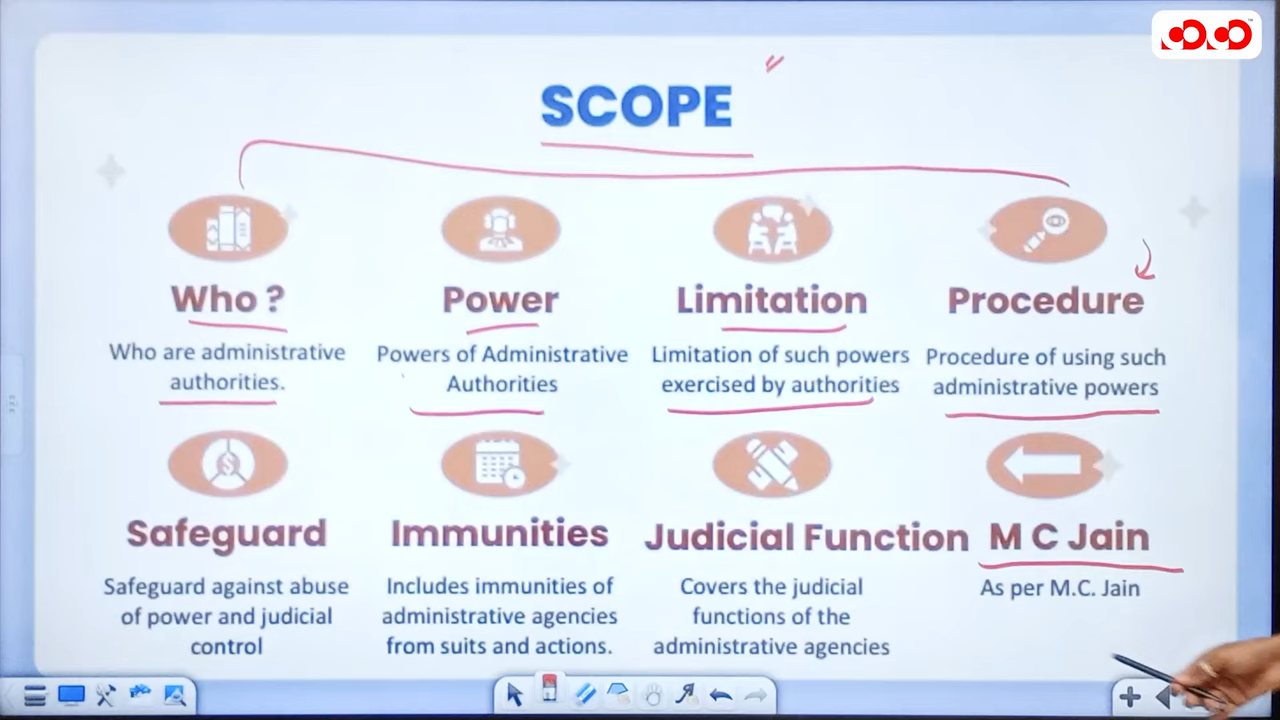 SCOPE
Who ?
Who are administrative
authorities.
Power
Powers of Administrative
Authorities
Limitation
Limitation of such powers
exercised by authorities
Procedure
Procedure of using such
administrative powers
Safeguard
Safeguard against abuse
of power and judicial
control
Immunities
Includes immunities of
administrative agencies
from suits and actions.
Judicial Function
Covers the judicial
functions of the
administrative agencies
M C Jain
As per M.C. Jain